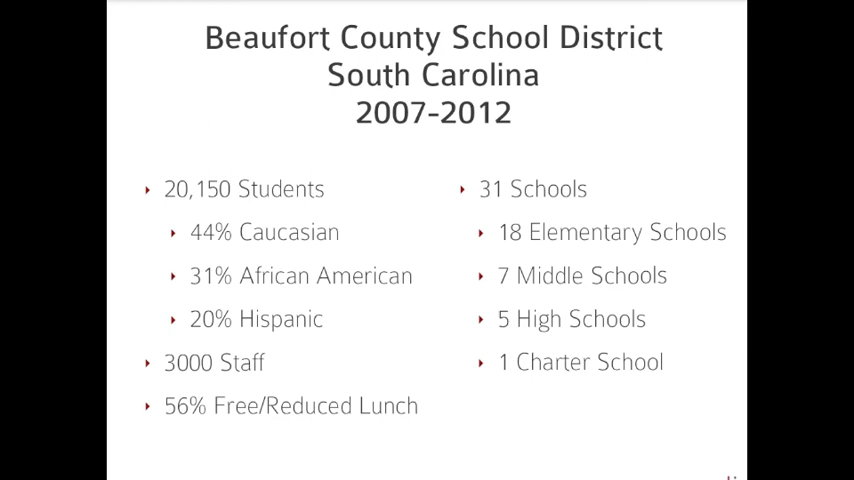 Beaufort County School District
South Carolina
2007-2012
20,150 Students
44% Caucasian
31% African American
20% Hispanic
3000 Staff
56% Free/Reduced Lunch
31 Schools
18 Elementary Schools
7 Middle Schools
5 High Schools
1 Charter School